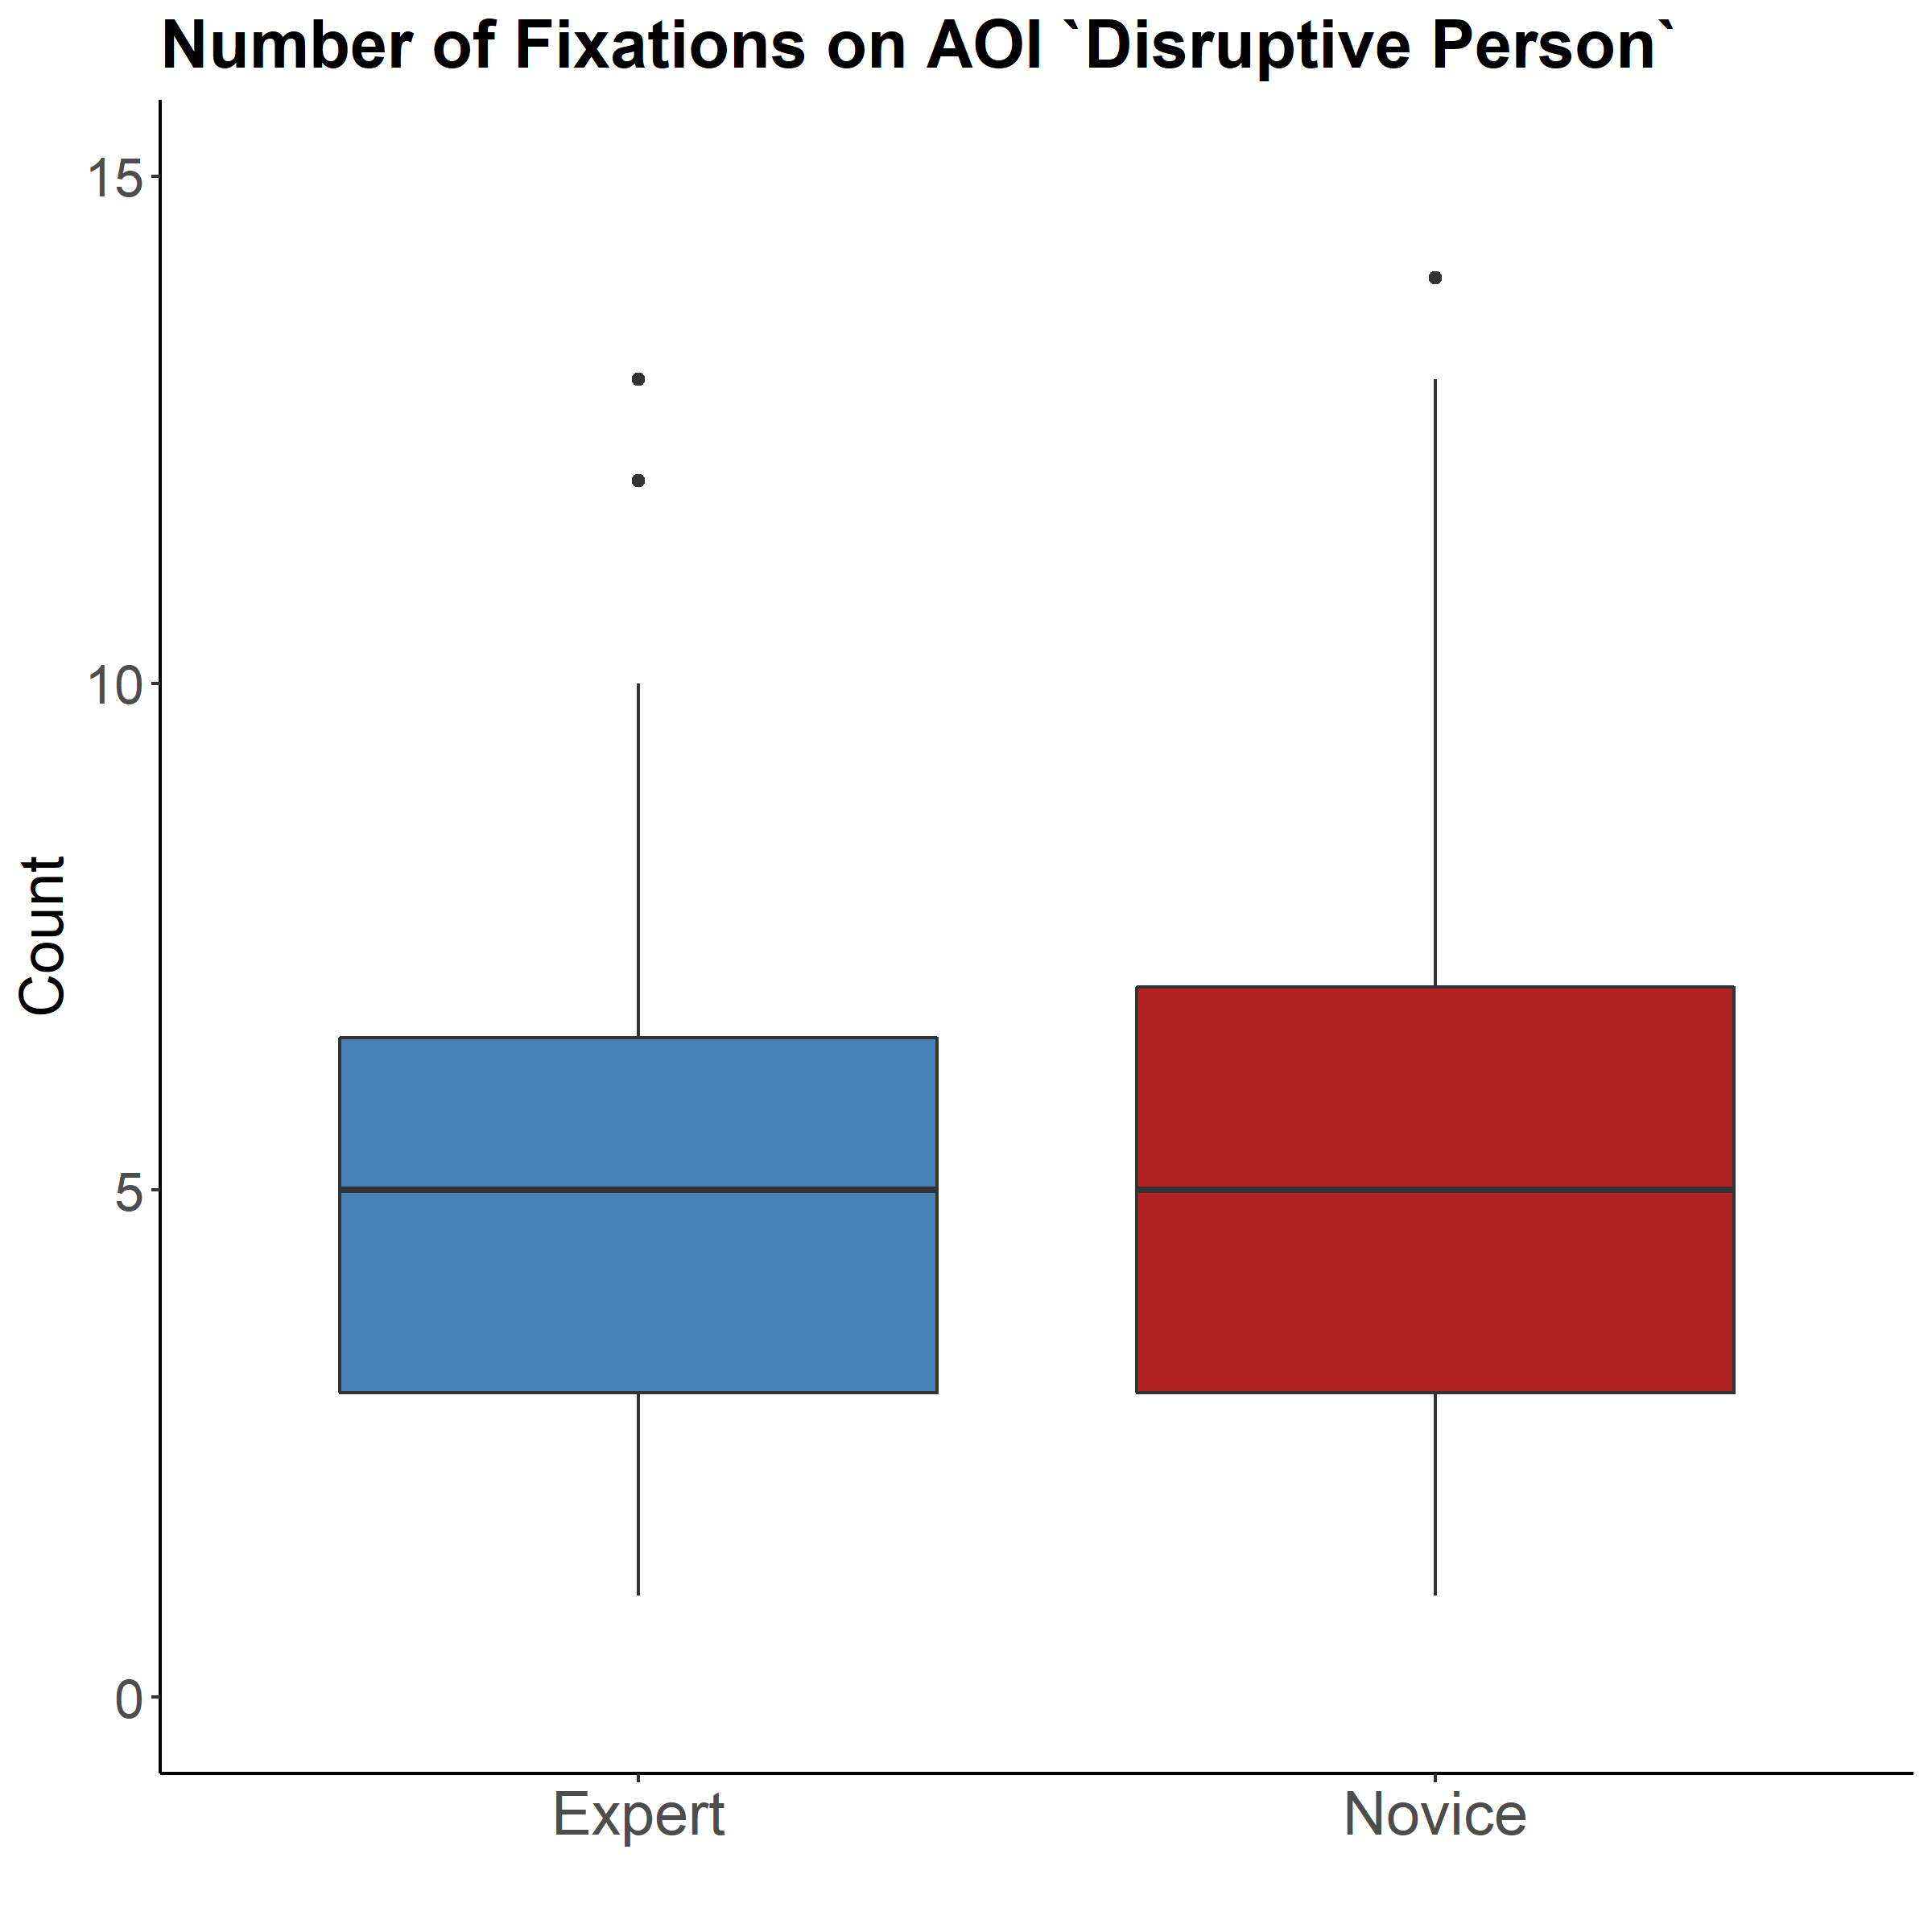 Number of Fixations on AOI `Disruptive Person`
15
10
5
0
Count
Expert
Novice